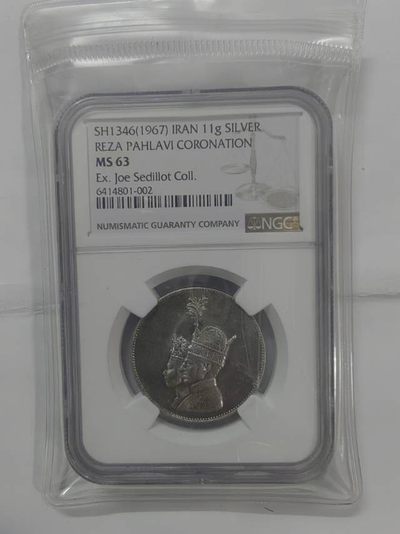 SH1346(1967) IRAN 11g SILVER
REZA PAHLAVI CORONATION
MS 63
Ex. Joe Sedillot Coll.
6414801-002
NUMISMATIC GUARANTY COMPANY NGC